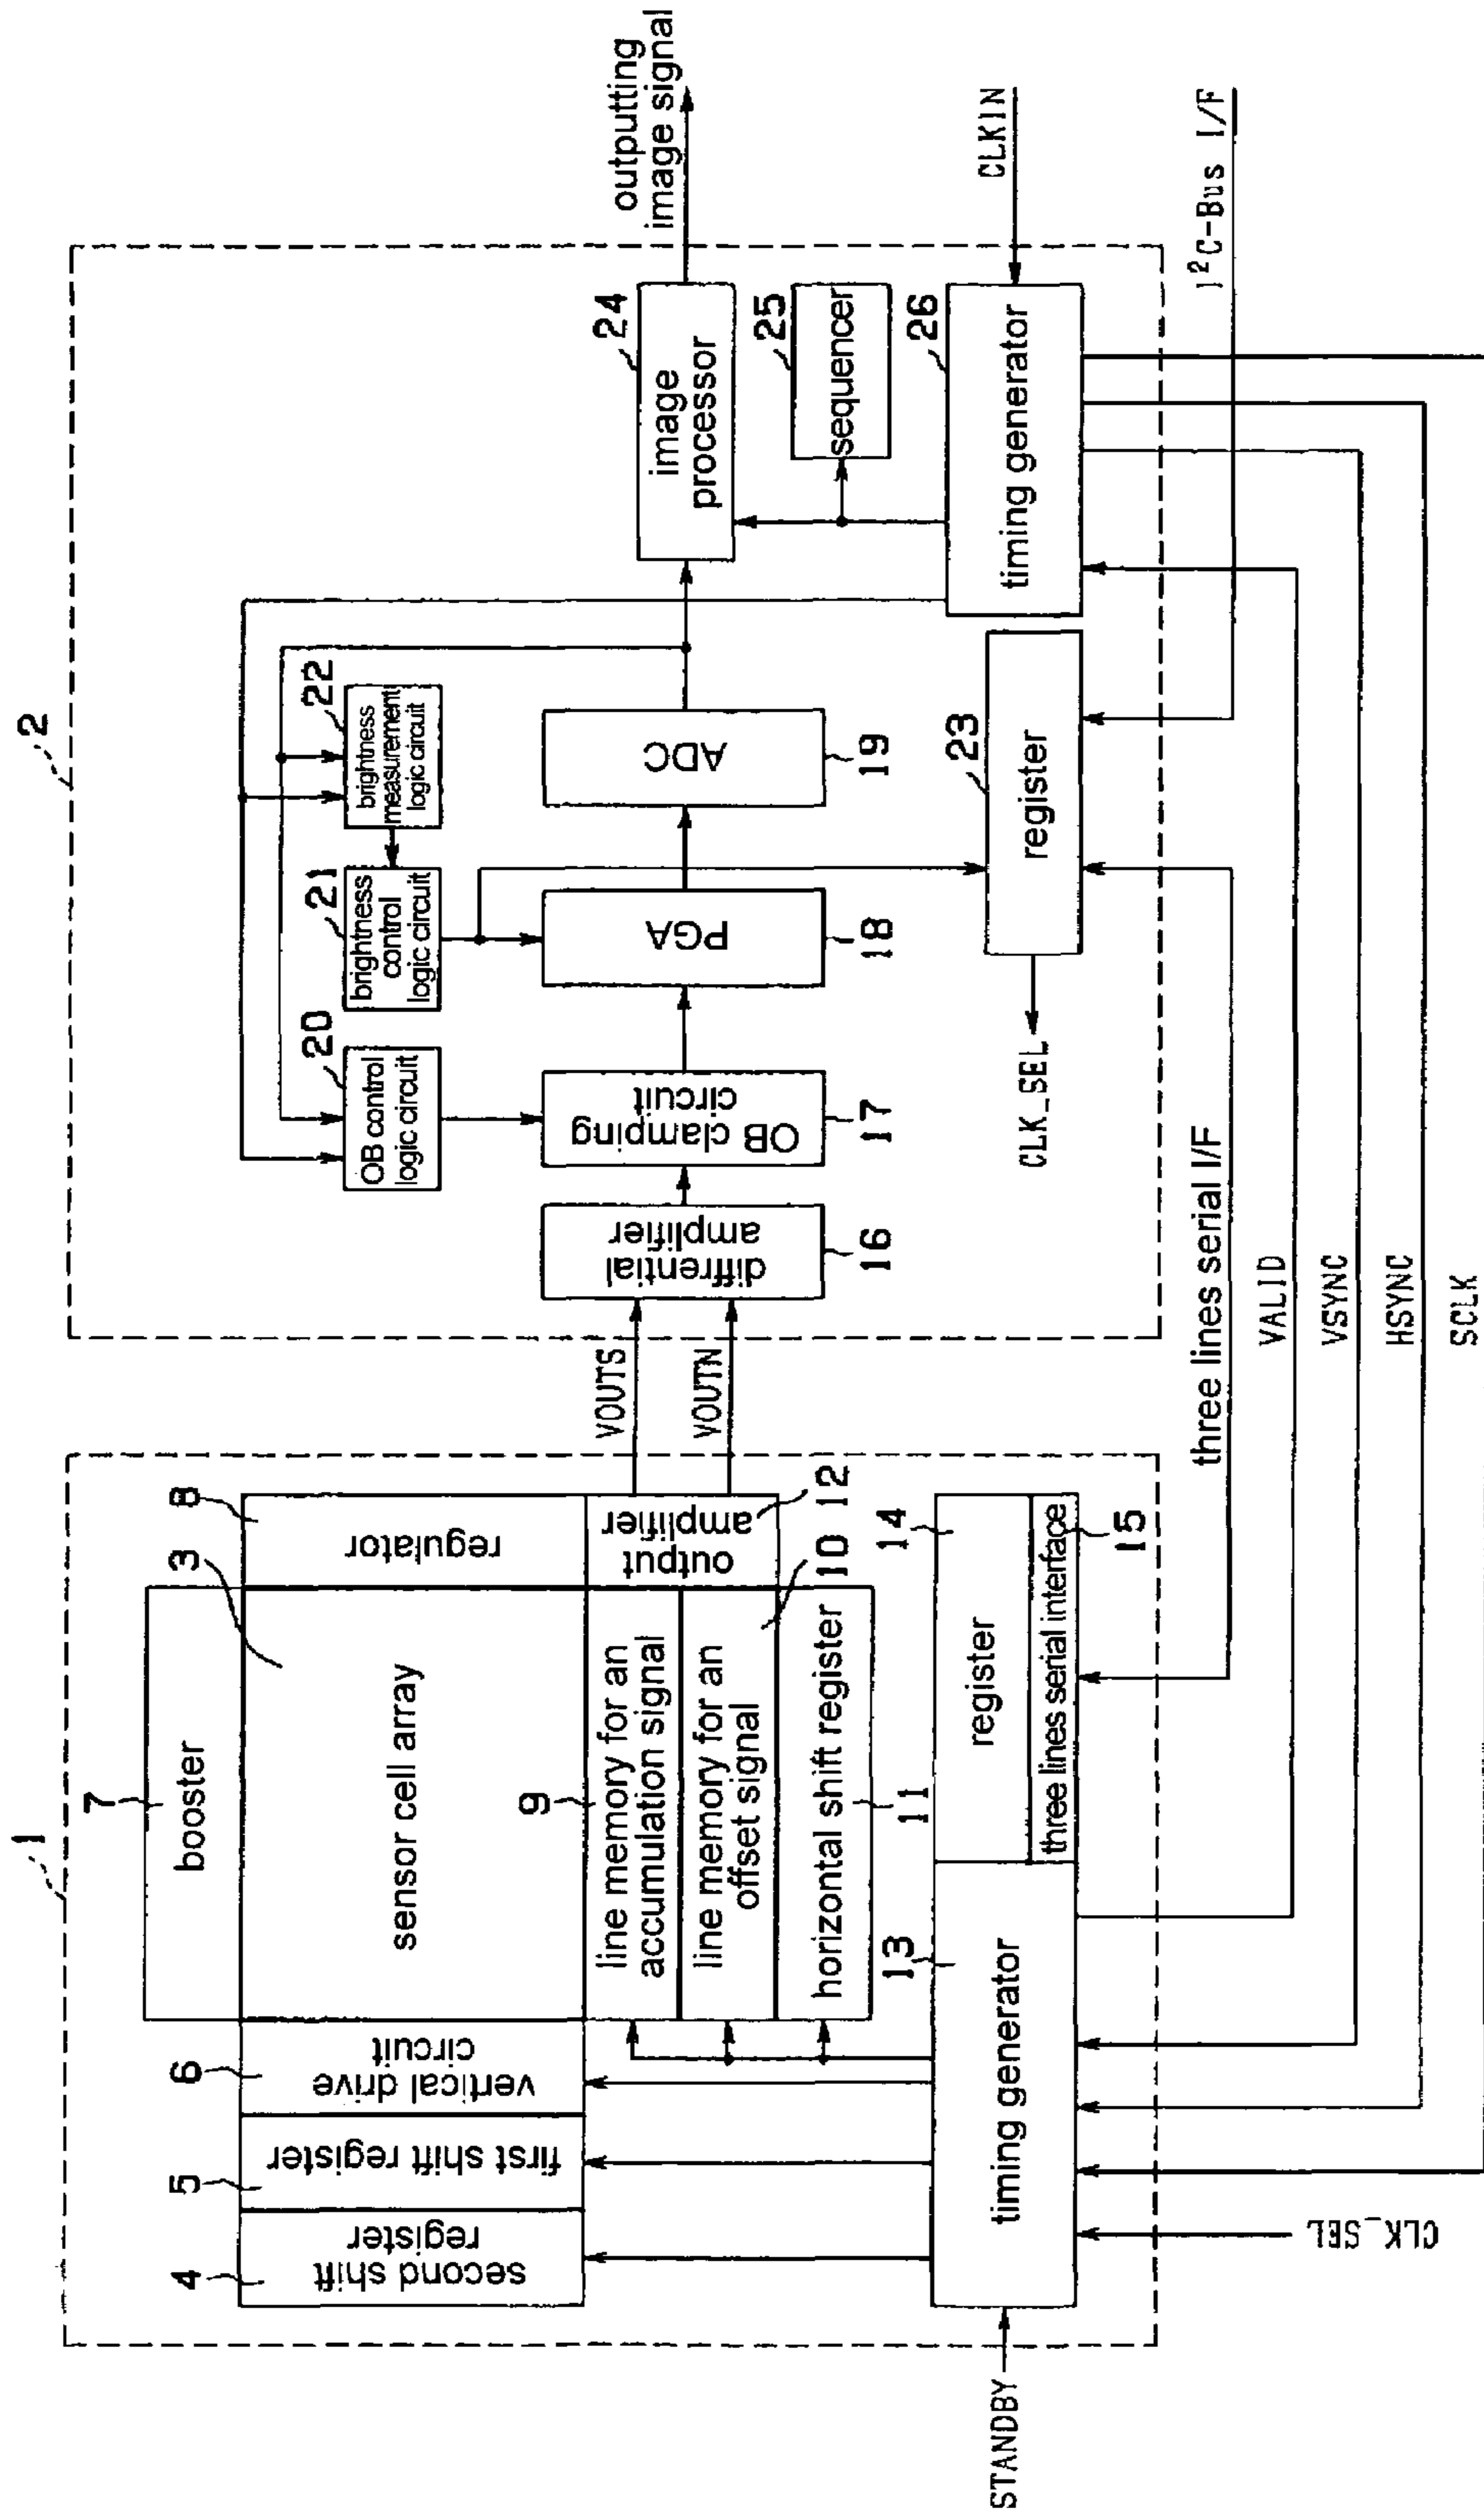 1
7
booster
3
8
sensor cell array
regulator
4
second shift
register
5
first shift register
6
vertical drive
circuit
9
line memory for an
accumulation signal
line memory for an
offset signal
10
horizontal shift register
11
output
amplifier
12
VOUTS
VOUTN
13
timing generator
14
register
three lines serial interface
15
STANDBY
CLK_SEL
2
20
OB control
logic circuit
21
brightness
control
logic circuit
22
brightness
measurement
logic circuit
diffrential
amplifier
16
OB clamping
circuit
17
PGA
18
ADC
19
24
image
processor
outputting
image signal
25
sequencer
26
timing generator
CLKIN
23
register
CLK_SEL
I²C-Bus I/F
three lines serial I/F
VALID
VSYNC
HSYNC
SCLK